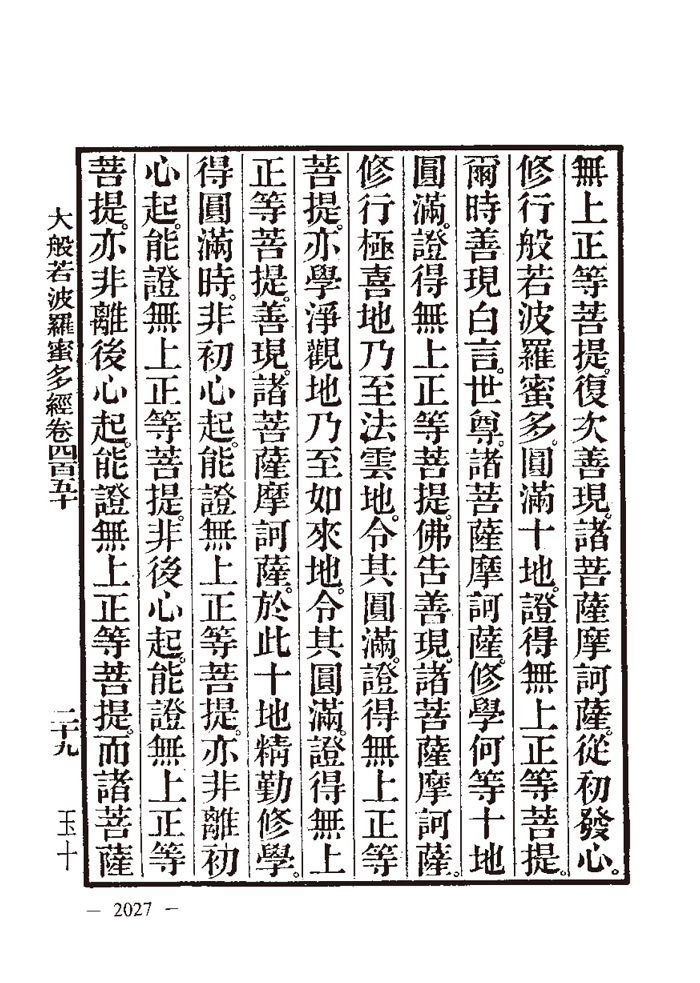 無上正等菩提。復次善現。諸菩薩摩訶薩。從初發心。
修行般若波羅蜜多。圓滿十地。證得無上正等菩提。
爾時善現白言。世尊。諸菩薩摩訶薩。修學何等十地
圓滿。證得無上正等菩提。佛告善現。諸菩薩摩訶薩。
修行極喜地乃至法雲地。令其圓滿。證得無上正等
菩提。亦學淨觀地乃至如來地。令其圓滿。證得無上
正等菩提。善現。諸菩薩摩訶薩。於此十地精勤修學。
得圓滿時。非初心起。能證無上正等菩提。亦非離初
心起。能證無上正等菩提。非後心起。能證無上正等
菩提。亦非離後心起。能證無上正等菩提。而諸菩薩
大般若波羅蜜多經卷四百五十
二十九
玉十
— 2027 —